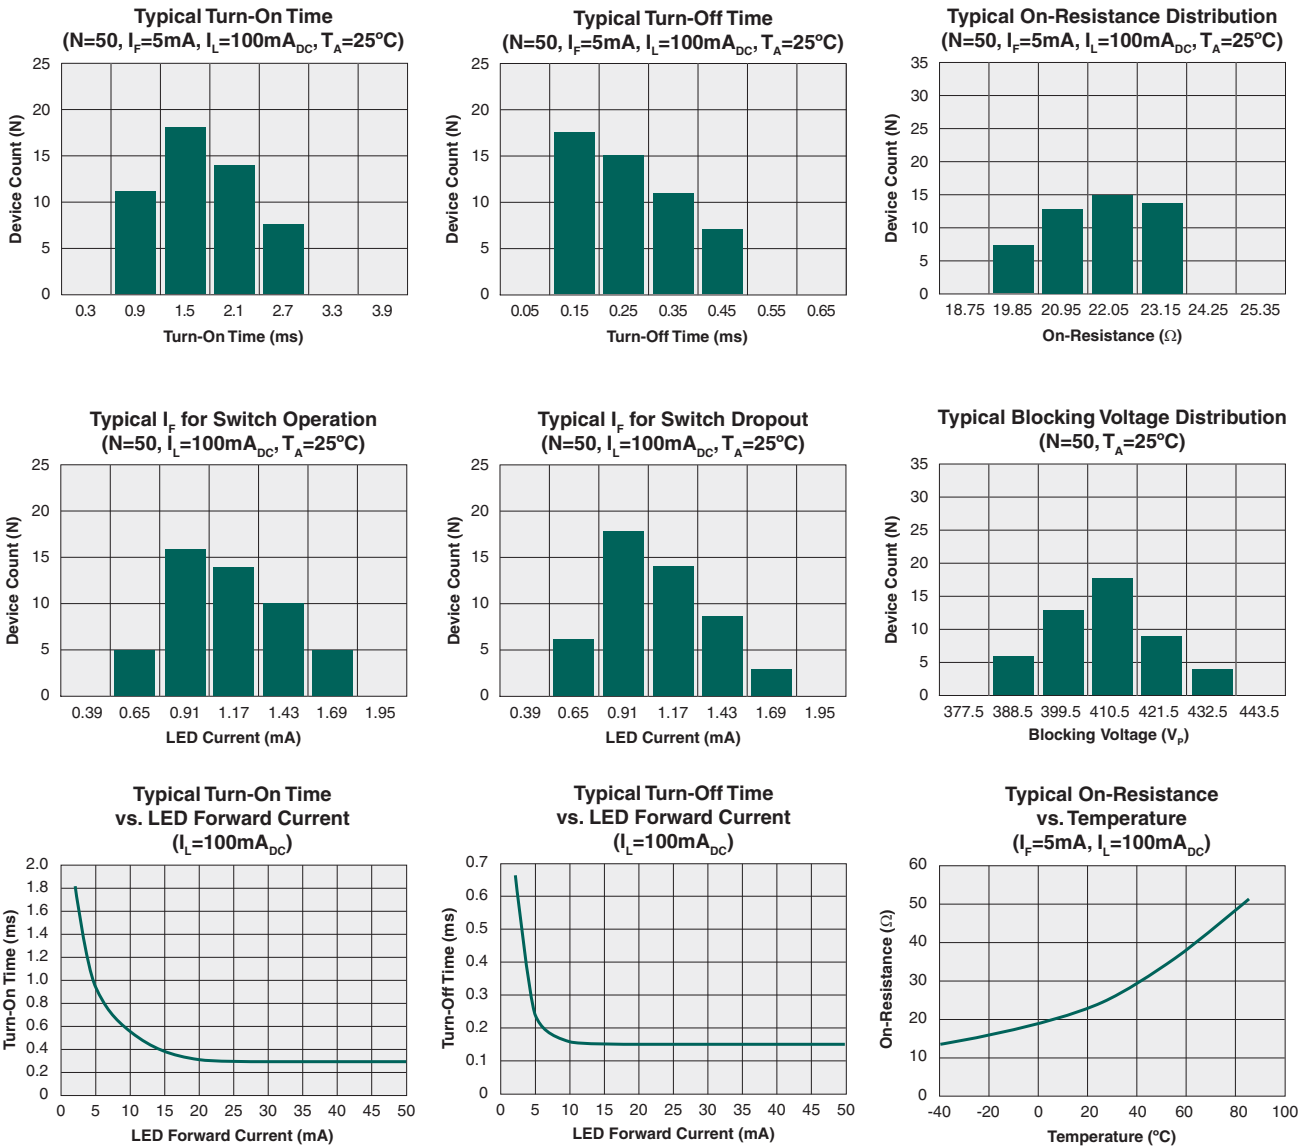 Typical Turn-On Time
(N=50, IF=5mA, IL=100mADC, TA=25ºC)
25
20
15
10
5
0
Device Count (N)
0.3 0.9 1.5 2.1 2.7 3.3 3.9
Turn-On Time (ms)
Typical Turn-Off Time
(N=50, IF=5mA, IL=100mADC, TA=25ºC)
25
20
15
10
5
0
Device Count (N)
0.05 0.15 0.25 0.35 0.45 0.55 0.65
Turn-Off Time (ms)
Typical On-Resistance Distribution
(N=50, IF=5mA, IL=100mADC, TA=25ºC)
35
30
25
20
15
10
5
0
Device Count (N)
18.75 19.85 20.95 22.05 23.15 24.25 25.35
On-Resistance (Ω)
Typical IF for Switch Operation
(N=50, IL=100mADC, TA=25ºC)
25
20
15
10
5
0
Device Count (N)
0.39 0.65 0.91 1.17 1.43 1.69 1.95
LED Current (mA)
Typical IF for Switch Dropout
(N=50, IL=100mADC, TA=25ºC)
25
20
15
10
5
0
Device Count (N)
0.39 0.65 0.91 1.17 1.43 1.69 1.95
LED Current (mA)
Typical Blocking Voltage Distribution
(N=50, TA=25ºC)
35
30
25
20
15
10
5
0
Device Count (N)
377.5 388.5 399.5 410.5 421.5 432.5 443.5
Blocking Voltage (VP)
Typical Turn-On Time
vs. LED Forward Current
(IL=100mADC)
2.0
1.8
1.6
1.4
1.2
1.0
0.8
0.6
0.4
0.2
0
Turn-On Time (ms)
0 5 10 15 20 25 30 35 40 45 50
LED Forward Current (mA)
Typical Turn-Off Time
vs. LED Forward Current
(IL=100mADC)
0.7
0.6
0.5
0.4
0.3
0.2
0.1
0
Turn-Off Time (ms)
0 5 10 15 20 25 30 35 40 45 50
LED Forward Current (mA)
Typical On-Resistance
vs. Temperature
(IF=5mA, IL=100mADC)
60
50
40
30
20
10
0
On-Resistance (Ω)
-40 -20 0 20 40 60 80 100
Temperature (ºC)